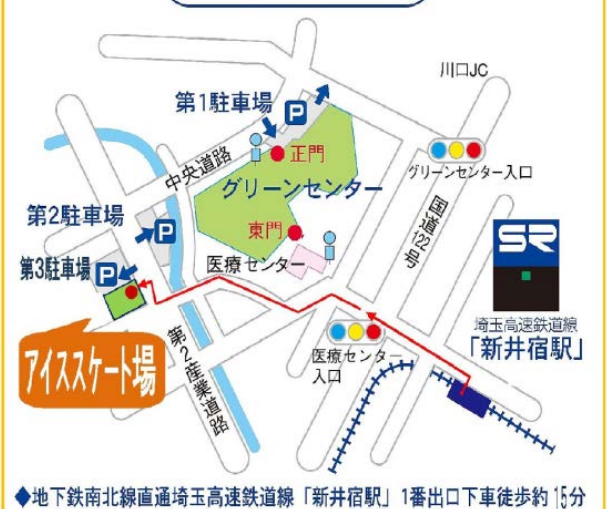 川口JC
第1駐車場
P
正門
中央道路
グリーンセンター入口
グリーンセンター
国道122号
第2駐車場
P
東門
SR
医療センター
第3駐車場
P
埼玉高速鉄道線
「新井宿駅」
アイススケート場
第2産業道路
医療センター
入口
◆地下鉄南北線直通埼玉高速鉄道線「新井宿駅」1番出口下車徒歩約15分